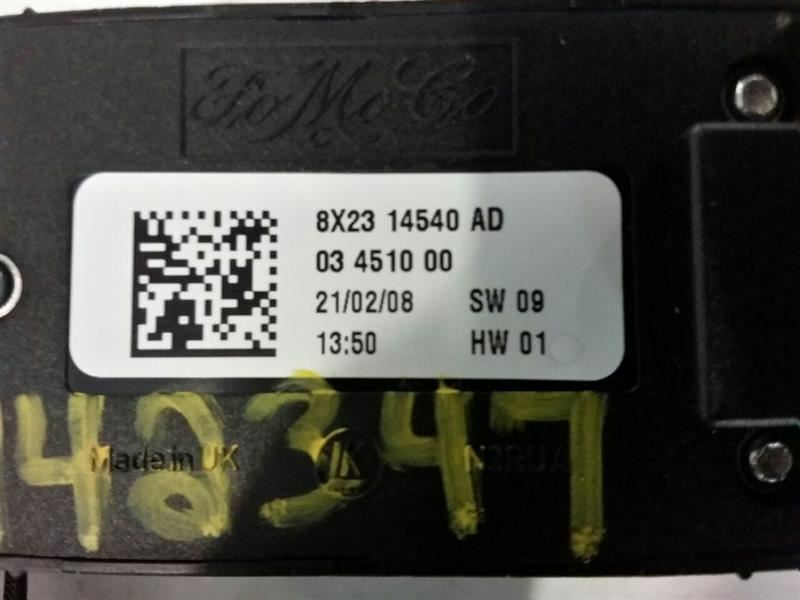 FoMoCo
8X23 14540 AD
03 4510 00
21/02/08 SW 09
13:50 HW 01
Made in UK
48347